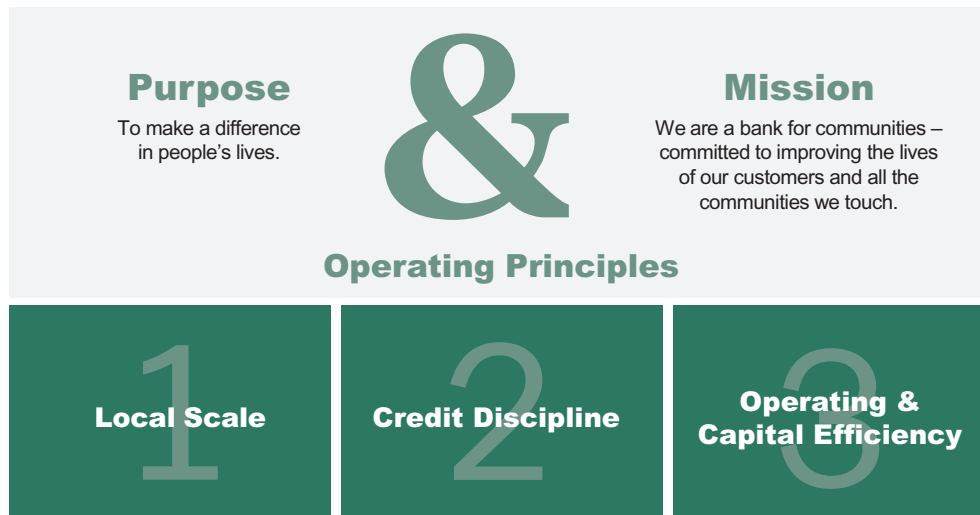 Purpose
To make a difference
in people's lives.
&
Mission
We are a bank for communities –
committed to improving the lives
of our customers and all the
communities we touch.
Operating Principles
1
Local Scale
2
Credit Discipline
3
Operating &
Capital Efficiency